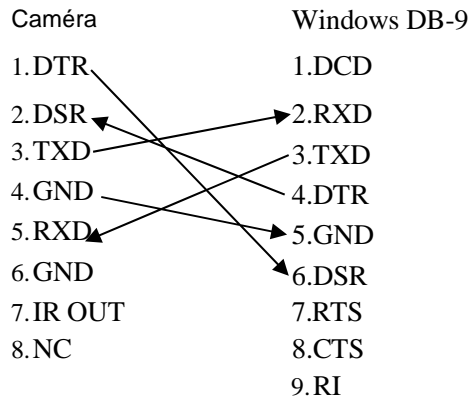 Caméra
1.DTR
2.DSR
3.TXD
4.GND
5.RXD
6.GND
7.IR OUT
8.NC
Windows DB-9
1.DCD
2.RXD
3.TXD
4.DTR
5.GND
6.DSR
7.RTS
8.CTS
9.RI